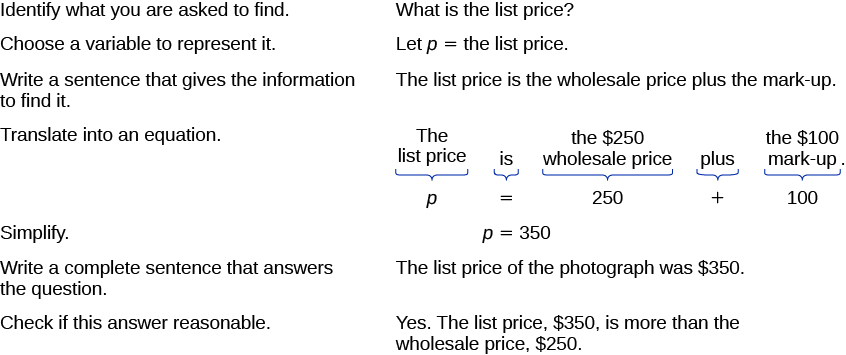 Identify what you are asked to find. What is the list price?
Choose a variable to represent it. Let p = the list price.
Write a sentence that gives the information The list price is the wholesale price plus the mark-up.
to find it.
Translate into an equation. The the $250 the $100
list price is wholesale price plus mark-up.
p = 250 + 100
Simplify. p = 350
Write a complete sentence that answers The list price of the photograph was $350.
the question.
Check if this answer reasonable. Yes. The list price, $350, is more than the
wholesale price, $250.